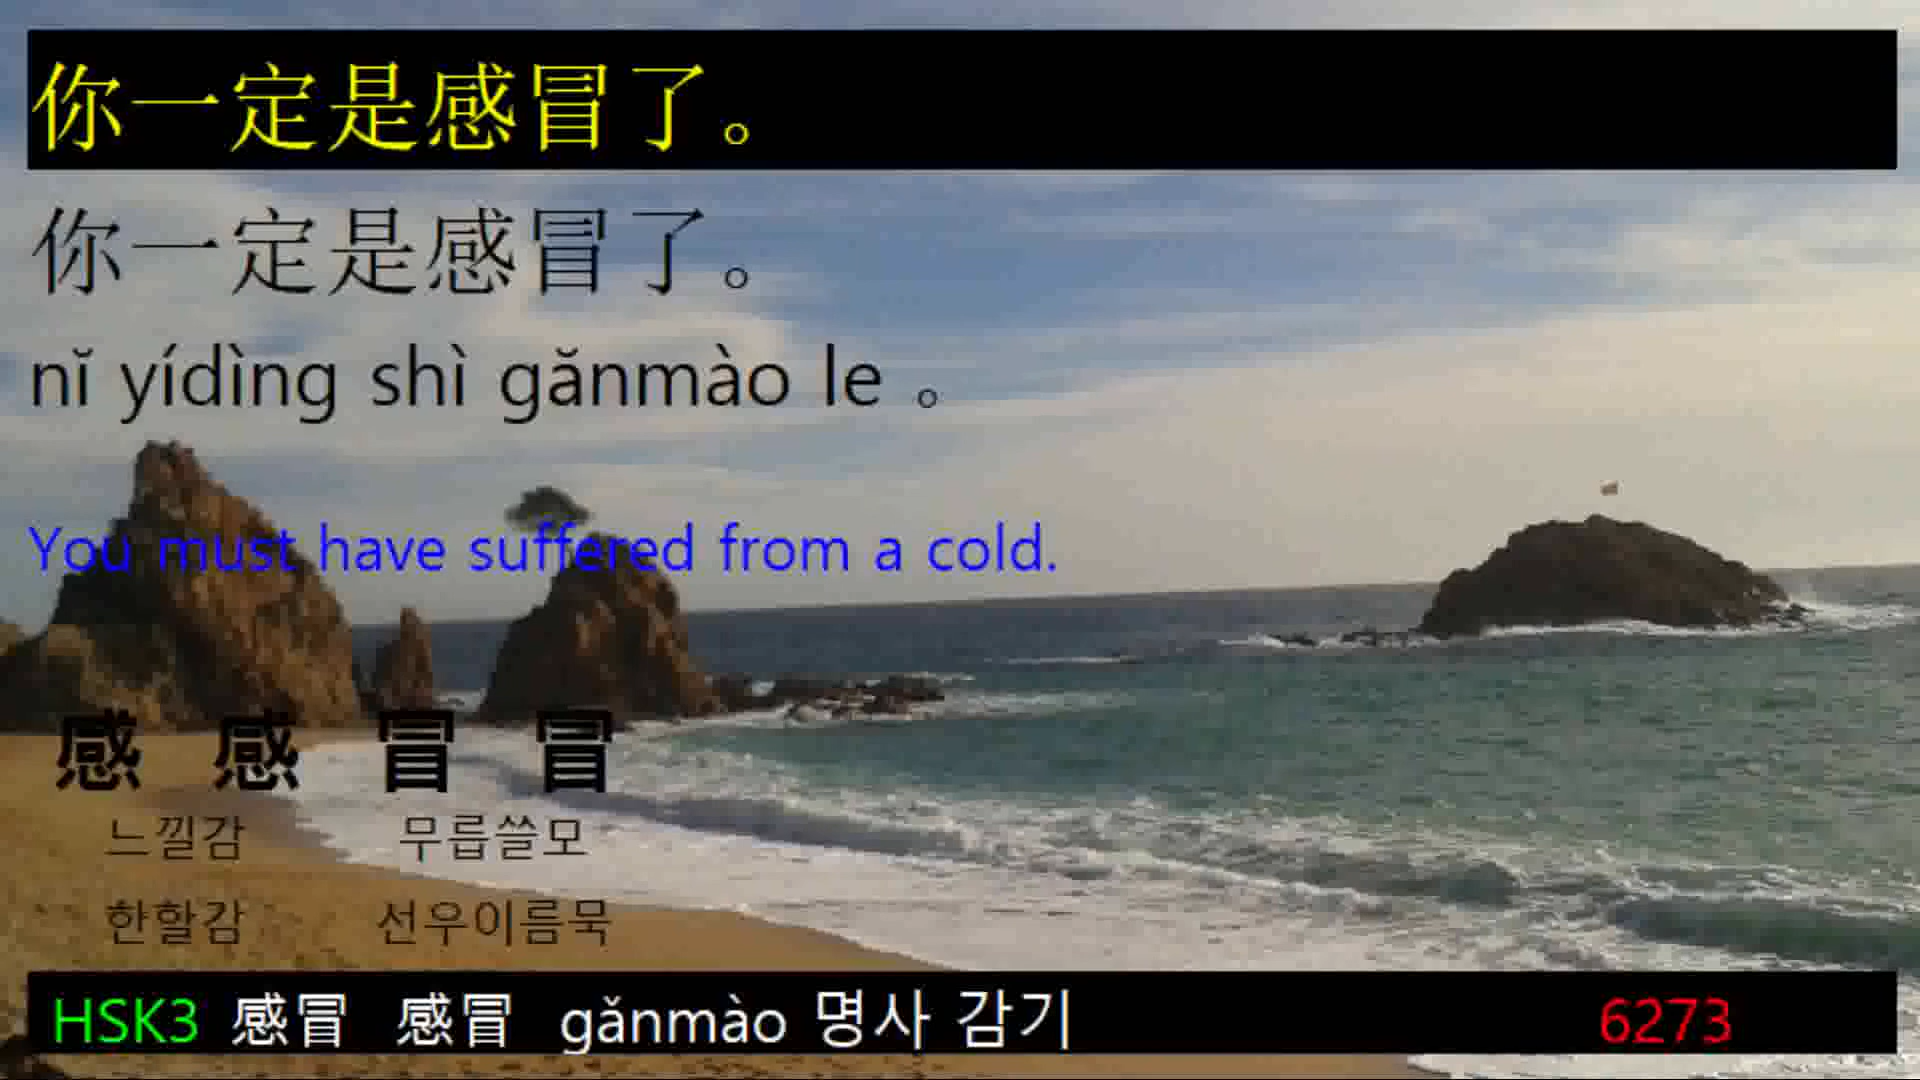 你一定是感冒了。
你一定是感冒了。
nĭ yídìng shì gănmào le 。
You must have suffered from a cold.
感 感 冒 冒
느낄감 무릅쓸모
한할감 선우이름묵
HSK3 感冒 感冒 gǎnmào 명사 감기 6273